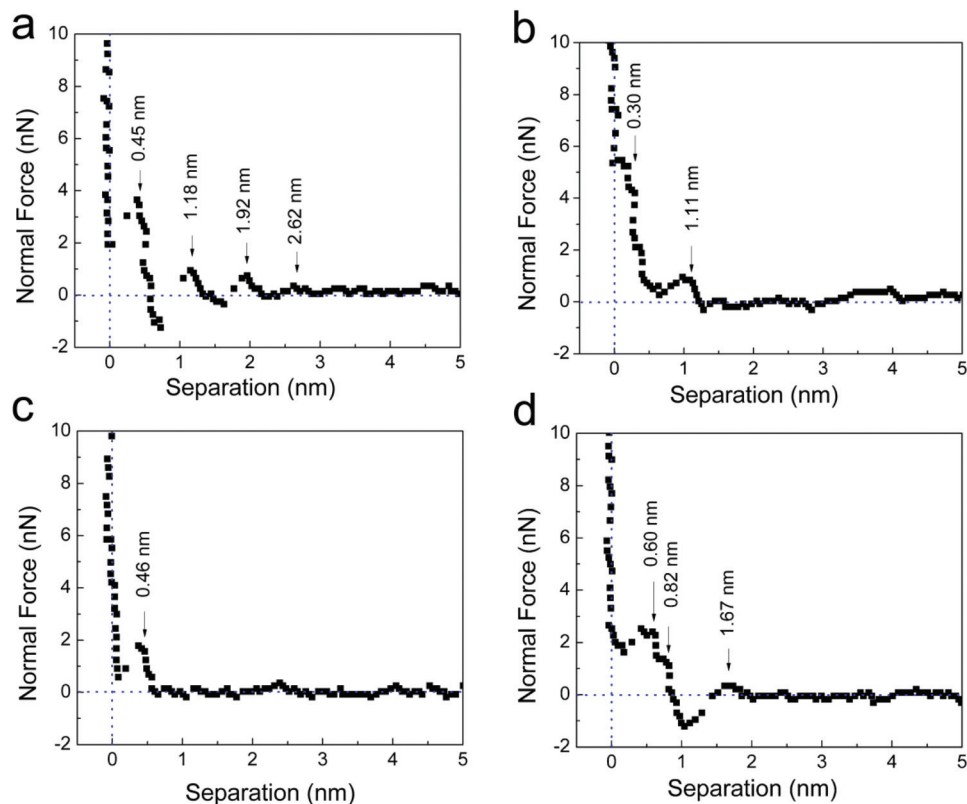 a
10
8
6
4
2
0
-2
Normal Force (nN)
0.45 nm
1.18 nm
1.92 nm
2.62 nm
0 1 2 3 4 5
Separation (nm)
b
10
8
6
4
2
0
-2
Normal Force (nN)
0.30 nm
1.11 nm
0 1 2 3 4 5
Separation (nm)
c
10
8
6
4
2
0
-2
Normal Force (nN)
0.46 nm
0 1 2 3 4 5
Separation (nm)
d
10
8
6
4
2
0
-2
Normal Force (nN)
0.60 nm
0.82 nm
1.67 nm
0 1 2 3 4 5
Separation (nm)